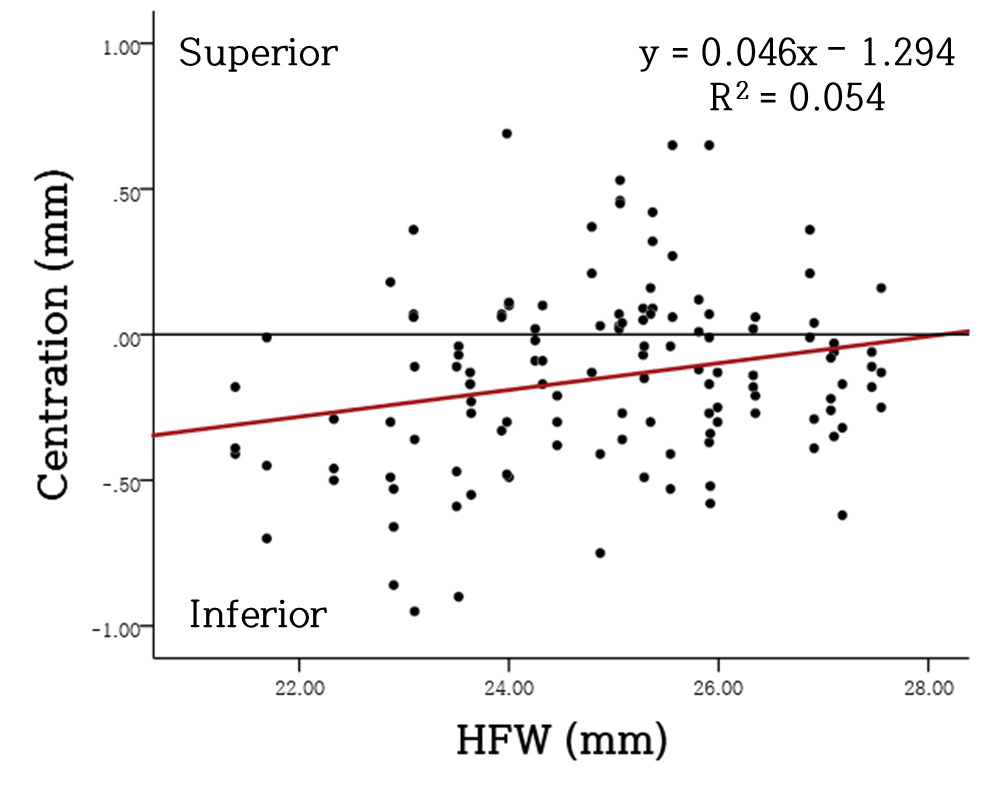 1.00
Superior
y = 0.046x − 1.294
R² = 0.054
.50
Centration (mm)
.00
-.50
Inferior
-1.00
22.00 24.00 26.00 28.00
HFW (mm)